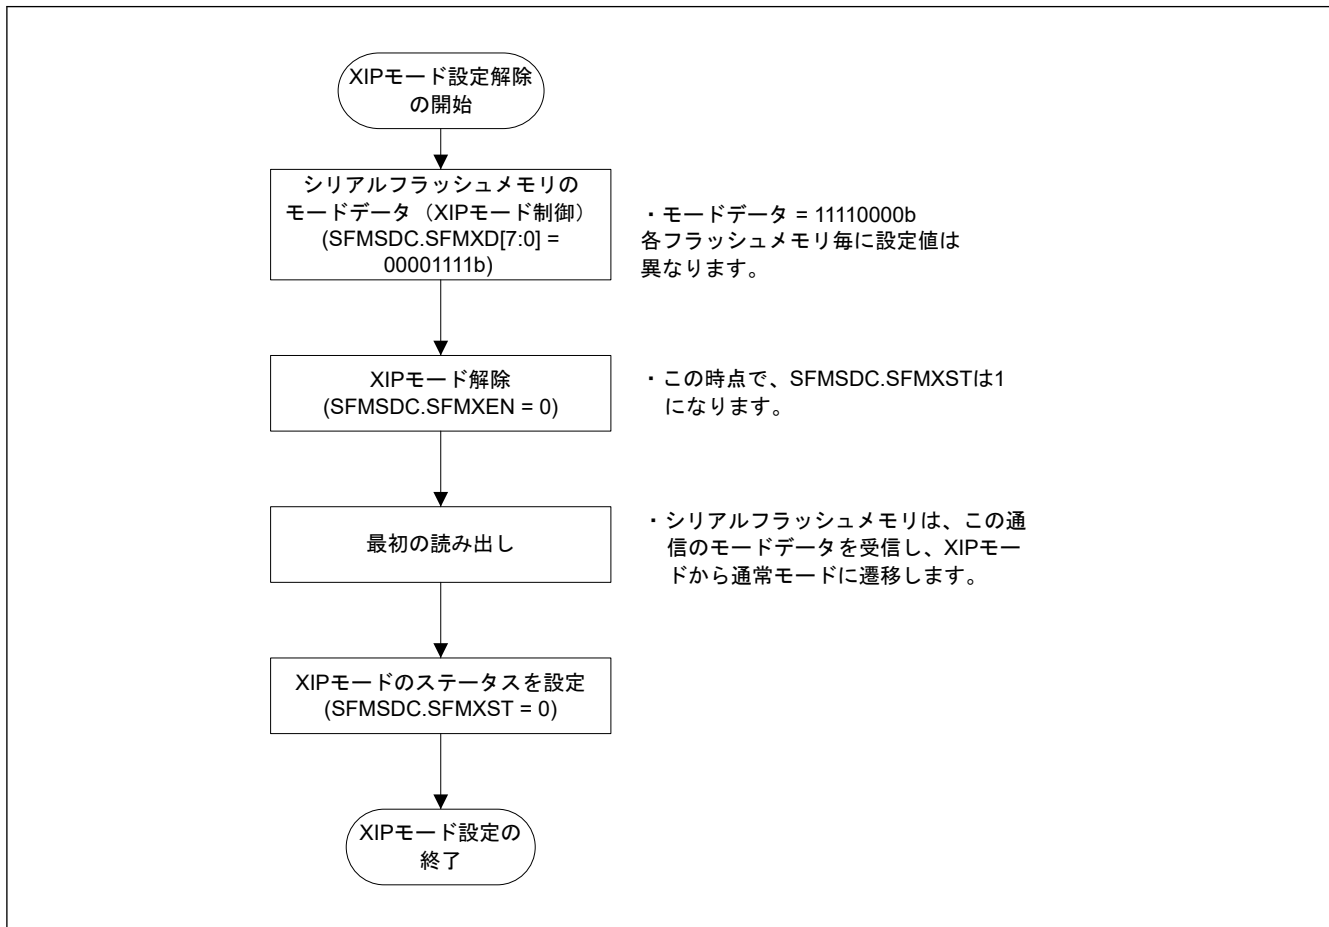 XIPモード設定解除
の開始
シリアルフラッシュメモリの
モードデータ（XIPモード制御）
(SFMSDC.SFMXD[7:0] =
00001111b)
・モードデータ = 11110000b
各フラッシュメモリ毎に設定値は
異なります。
XIPモード解除
(SFMSDC.SFMXEN = 0)
・この時点で、SFMSDC.SFMXSTは1
になります。
最初の読み出し
・シリアルフラッシュメモリは、この通
信のモードデータを受信し、XIPモー
ドから通常モードに遷移します。
XIPモードのステータスを設定
(SFMSDC.SFMXST = 0)
XIPモード設定の
終了